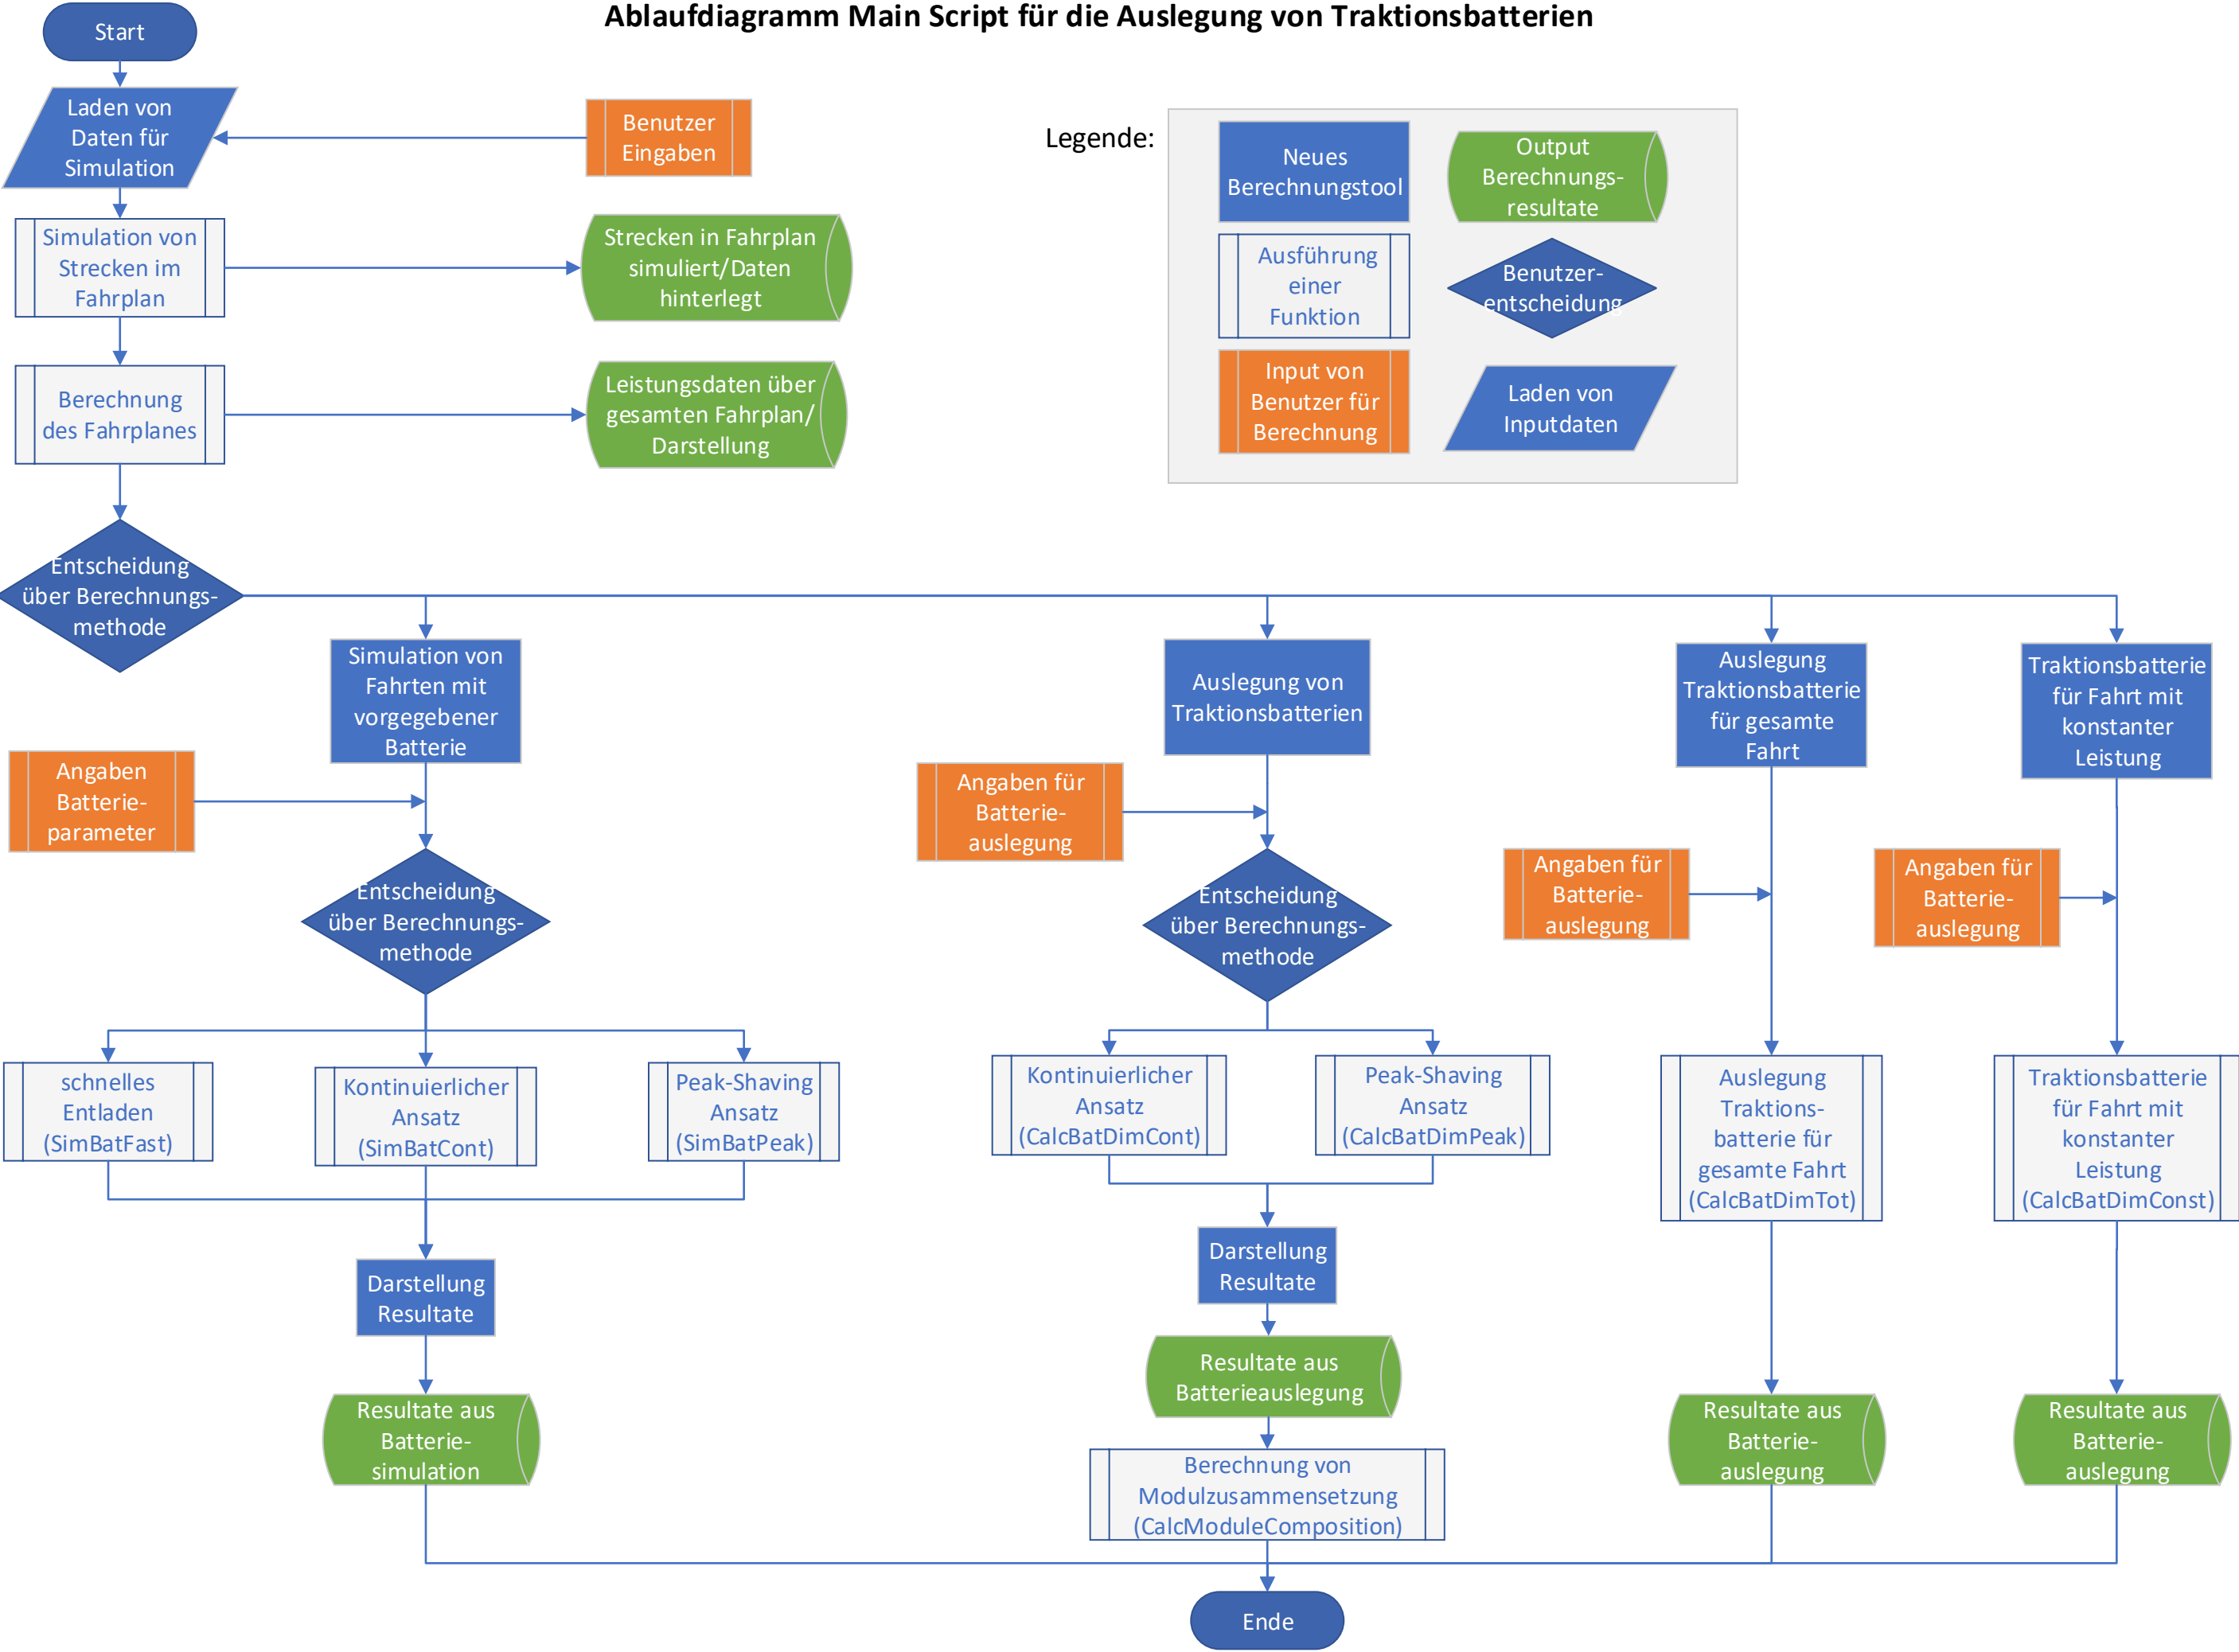 Ablaufdiagramm Main Script für die Auslegung von Traktionsbatterien
Start
Laden von
Daten für
Simulation
Benutzer
Eingaben
Simulation von
Strecken im
Fahrplan
Strecken in Fahrplan
simuliert/Daten
hinterlegt
Berechnung
des Fahrplanes
Leistungsdaten über
gesamten Fahrplan/
Darstellung
Legende:
Neues
Berechnungstool
Output
Berechnungs-
resultate
Ausführung
einer
Funktion
Benutzer-
entscheidung
Input von
Benutzer für
Berechnung
Laden von
Inputdaten
Entscheidung
über Berechnungs-
methode
Simulation von
Fahrten mit
vorgegebener
Batterie
Auslegung von
Traktionsbatterien
Auslegung
Traktionsbatterie
für gesamte
Fahrt
Traktionsbatterie
für Fahrt mit
konstanter
Leistung
Angaben
Batterie-
parameter
Angaben für
Batterie-
auslegung
Angaben für
Batterie-
auslegung
Angaben für
Batterie-
auslegung
Entscheidung
über Berechnungs-
methode
Entscheidung
über Berechnungs-
methode
schnelles
Entladen
(SimBatFast)
Kontinuierlicher
Ansatz
(SimBatCont)
Peak-Shaving
Ansatz
(SimBatPeak)
Kontinuierlicher
Ansatz
(CalcBatDimCont)
Peak-Shaving
Ansatz
(CalcBatDimPeak)
Auslegung
Traktions-
batterie für
gesamte Fahrt
(CalcBatDimTot)
Traktionsbatterie
für Fahrt mit
konstanter
Leistung
(CalcBatDimConst)
Darstellung
Resultate
Darstellung
Resultate
Resultate aus
Batterie-
simulation
Resultate aus
Batterieauslegung
Resultate aus
Batterie-
auslegung
Resultate aus
Batterie-
auslegung
Berechnung von
Modulzusammensetzung
(CalcModuleComposition)
Ende